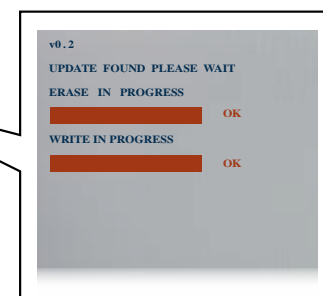 v0.2
UPDATE FOUND PLEASE WAIT
ERASE IN PROGRESS
OK
WRITE IN PROGRESS
OK